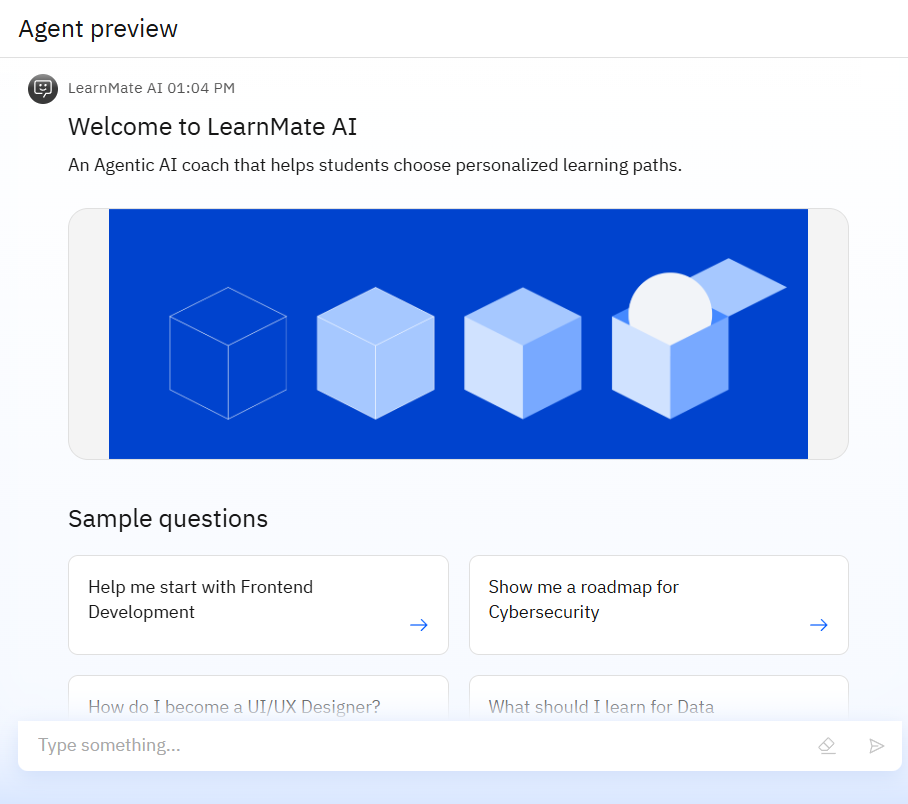 Agent preview
LearnMate AI 01:04 PM
Welcome to LearnMate AI
An Agentic AI coach that helps students choose personalized learning paths.
Sample questions
Help me start with Frontend
Development
Show me a roadmap for
Cybersecurity
How do I become a UI/UX Designer?
What should I learn for Data
Type something...